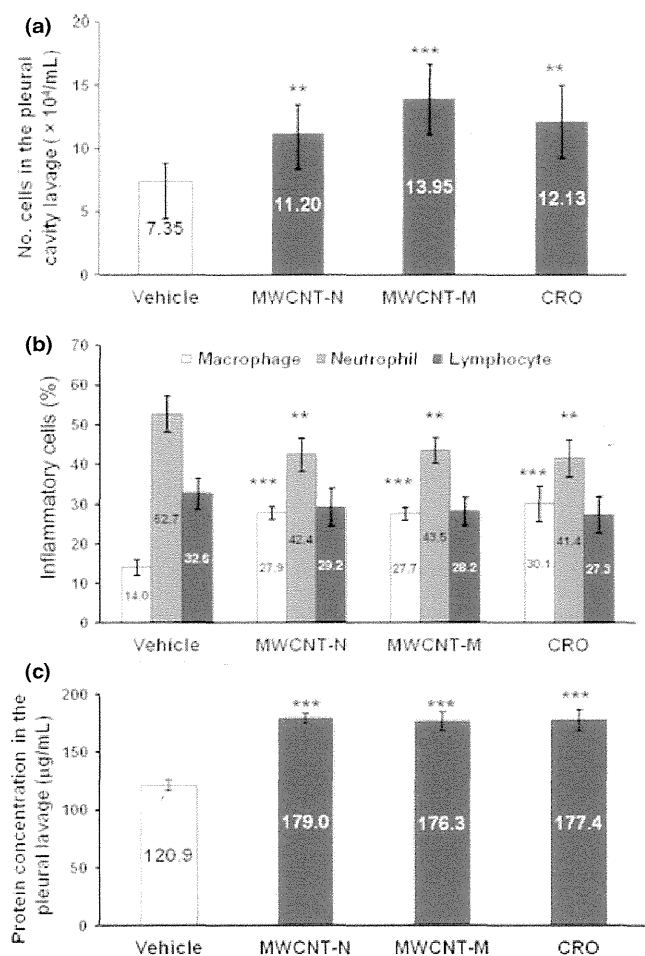 (a)
No. cells in the pleural
cavity lavage (× 10⁴/mL)
20
15
10
5
0
**
***
**
7.35
11.20
13.95
12.13
Vehicle
MWCNT-N
MWCNT-M
CRO
(b)
Inflammatory cells (%)
70
60
50
40
30
20
10
0
Macrophage
Neutrophil
Lymphocyte
**
**
**
***
***
***
14.0
52.7
32.6
27.9
42.4
29.2
27.7
43.5
28.2
30.1
41.4
27.3
Vehicle
MWCNT-N
MWCNT-M
CRO
(c)
Protein concentration in the
pleural lavage (µg/mL)
200
150
100
50
0
***
***
***
120.9
179.0
176.3
177.4
Vehicle
MWCNT-N
MWCNT-M
CRO